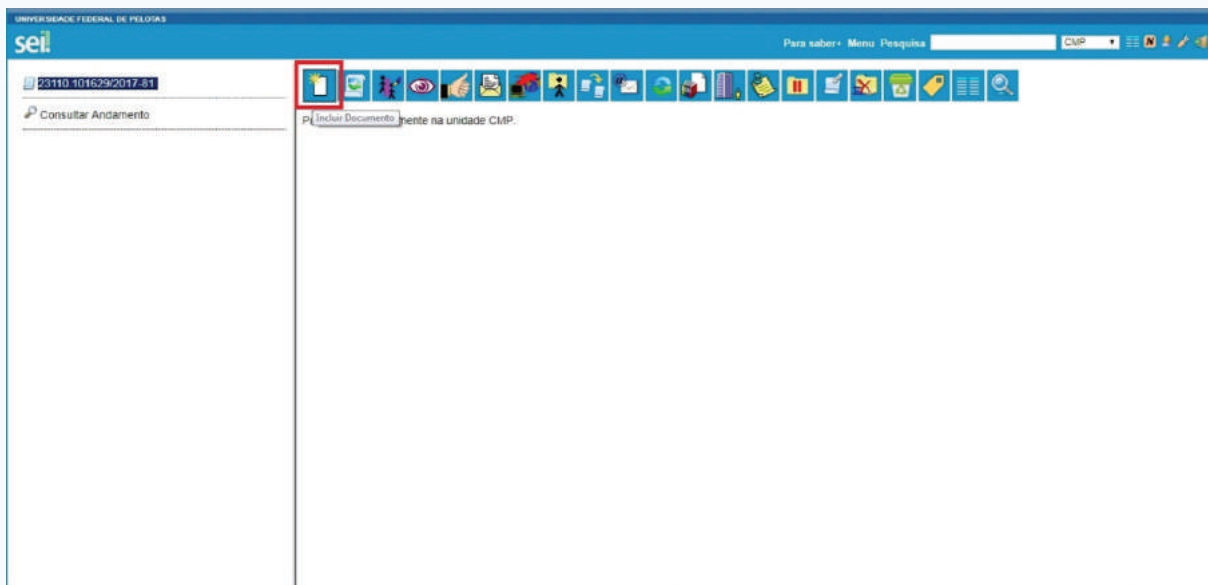 UNIVERSIDADE FEDERAL DE PELOTAS
sei!
Para saber+ Menu Pesquisa
CMP
23110.101629/2017-81
Consultar Andamento
Incluir Documento
mente na unidade CMP.